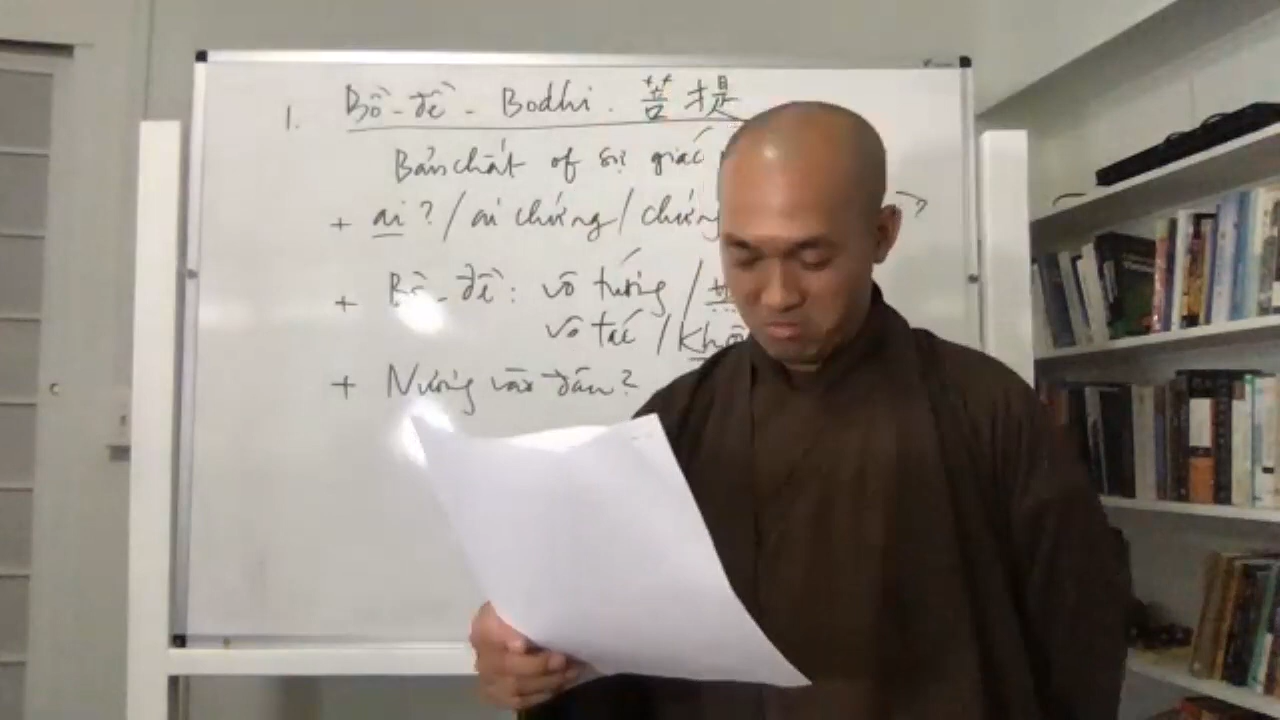 1. Bồ-đề - Bodhi. 菩提
Bản chất of sự giác
+ ai? / ai chứng / chứng
+ Bồ-đề: vô tướng /
vô tác / khô
+ Nương vào đâu?